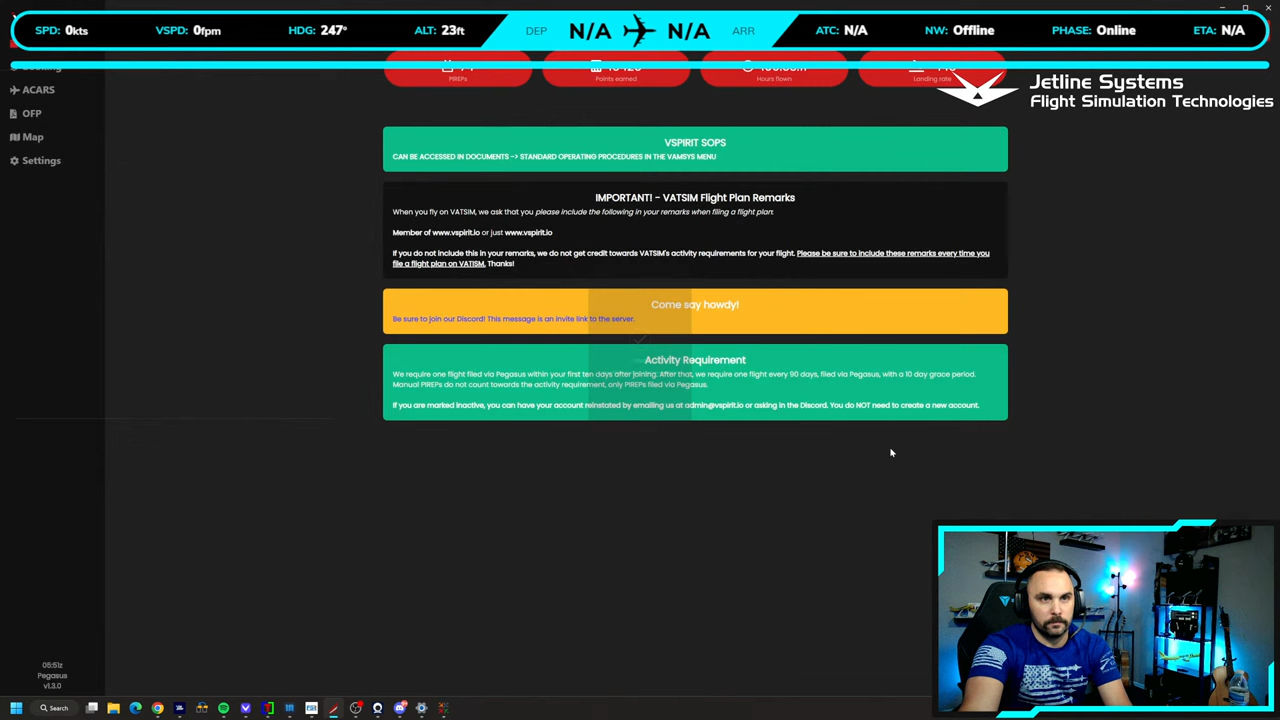 SPD: 0kts
VSPD: 0fpm
HDG: 247°
ALT: 23ft
DEP
N/A
N/A
ARR
ATC: N/A
NW: Offline
PHASE: Online
ETA: N/A
ACARS
OFP
Map
Settings
PIREPs
Points earned
Hours flown
Landing rate
Jetline Systems
Flight Simulation Technologies
VSPIRIT SOPS
CAN BE ACCESSED IN DOCUMENTS -> STANDARD OPERATING PROCEDURES IN THE VAMSYS MENU
IMPORTANT! - VATSIM Flight Plan Remarks
When you fly on VATSIM, we ask that you please include the following in your remarks when filing a flight plan:
Member of www.vspirit.io or just www.vspirit.io
If you do not include this in your remarks, we do not get credit towards VATSIM's activity requirements for your flight. Please be sure to include these remarks every time you
file a flight plan on VATISM. Thanks!
Come say howdy!
Be sure to join our Discord! This message is an invite link to the server.
Activity Requirement
We require one flight filed via Pegasus within your first ten days after joining. After that, we require one flight every 90 days, filed via Pegasus, with a 10 day grace period.
Manual PIREPs do not count towards the activity requirement, only PIREPs filed via Pegasus.
If you are marked inactive, you can have your account reinstated by emailing us at admin@vspirit.io or asking in the Discord. You do NOT need to create a new account.
05:51z
Pegasus
v1.3.0
Search